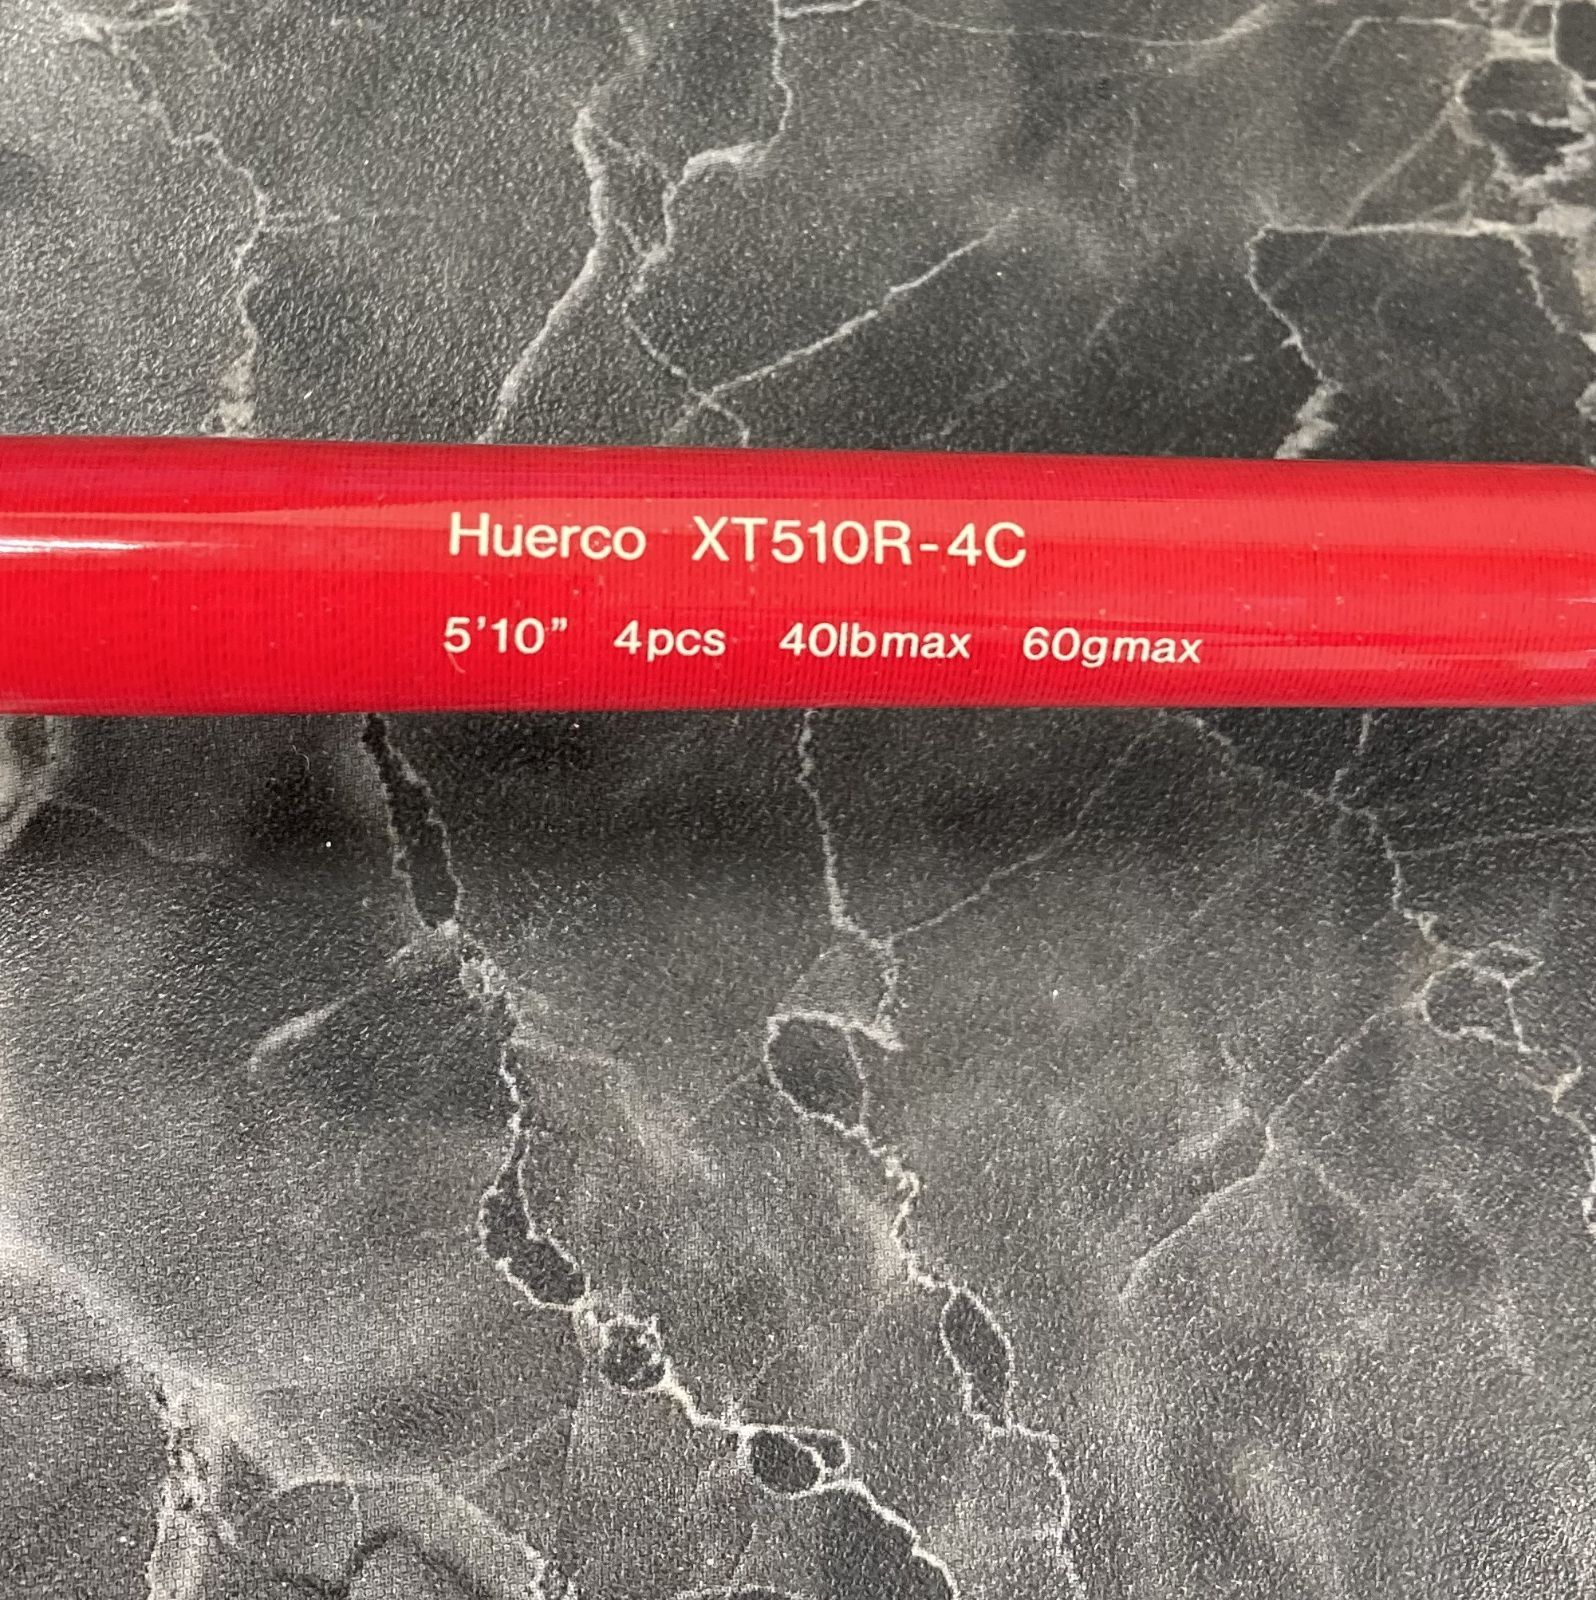 Huerco XT510R-4C
5'10” 4pcs 40lbmax 60gmax